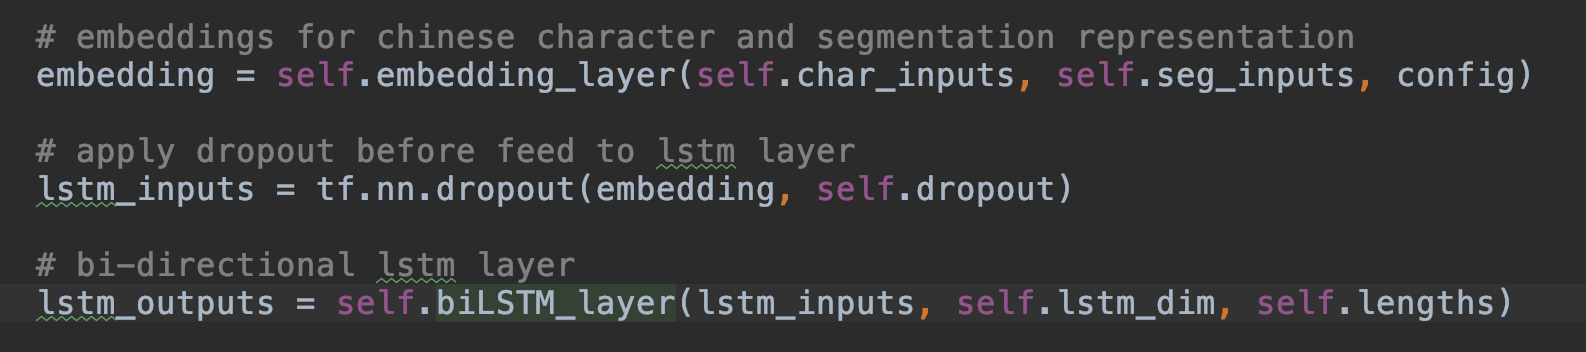 # embeddings for chinese character and segmentation representation
embedding = self.embedding_layer(self.char_inputs, self.seg_inputs, config)
# apply dropout before feed to lstm layer
lstm_inputs = tf.nn.dropout(embedding, self.dropout)
# bi-directional lstm layer
lstm_outputs = self.biLSTM_layer(lstm_inputs, self.lstm_dim, self.lengths)